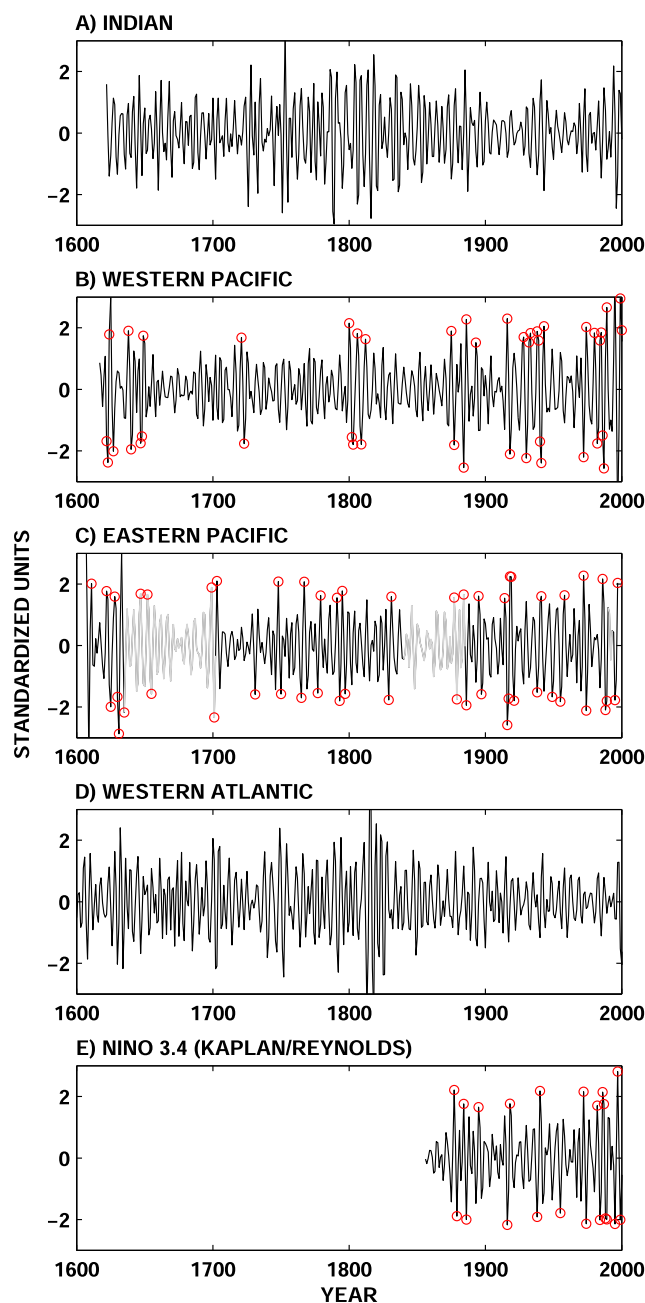 A) INDIAN
2
0
−2
1600 1700 1800 1900 2000
B) WESTERN PACIFIC
2
0
−2
1600 1700 1800 1900 2000
C) EASTERN PACIFIC
2
0
−2
1600 1700 1800 1900 2000
STANDARDIZED UNITS
D) WESTERN ATLANTIC
2
0
−2
1600 1700 1800 1900 2000
E) NINO 3.4 (KAPLAN/REYNOLDS)
2
0
−2
1600 1700 1800 1900 2000
YEAR